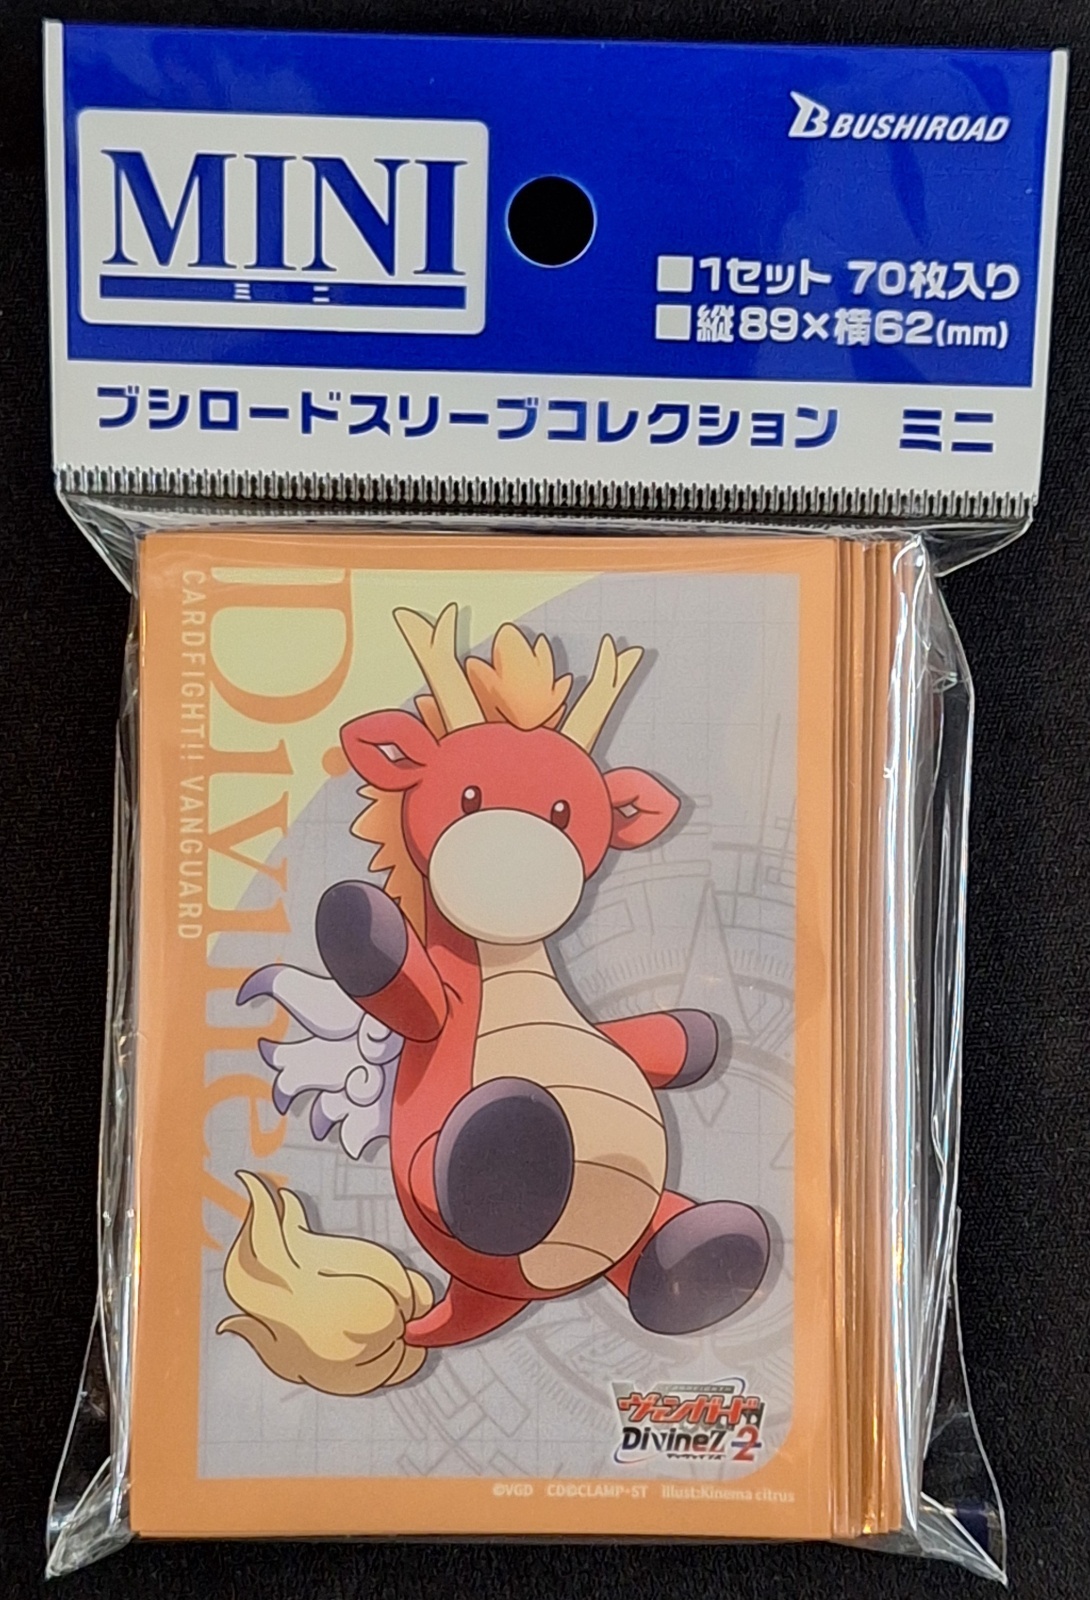 BUSHIROAD
MINI
ミニ
■1セット 70枚入り
■縦89×横62(mm)
ブシロードスリーブコレクション ミニ
DivineZ
CARDFIGHT!! VANGUARD
ヴァンガード
DivineZ 2
©VGD CD©CLAMP・ST Illust:Kinema citrus